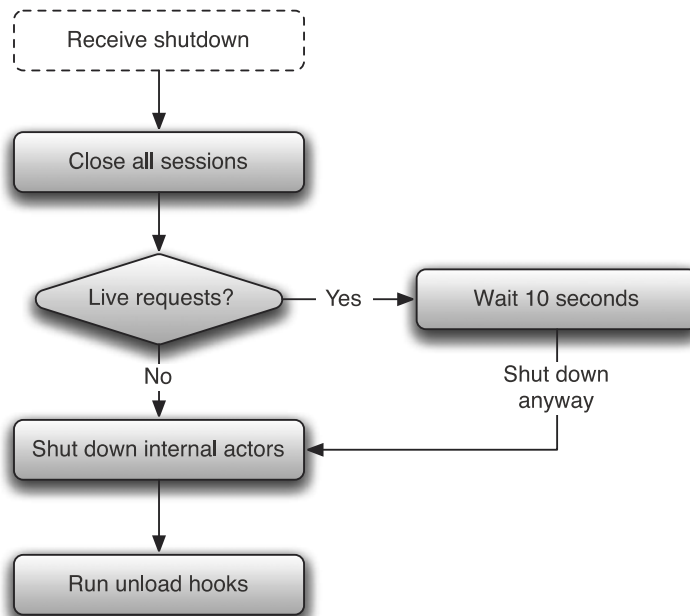 Receive shutdown
Close all sessions
Live requests?
Yes
Wait 10 seconds
No
Shut down
anyway
Shut down internal actors
Run unload hooks